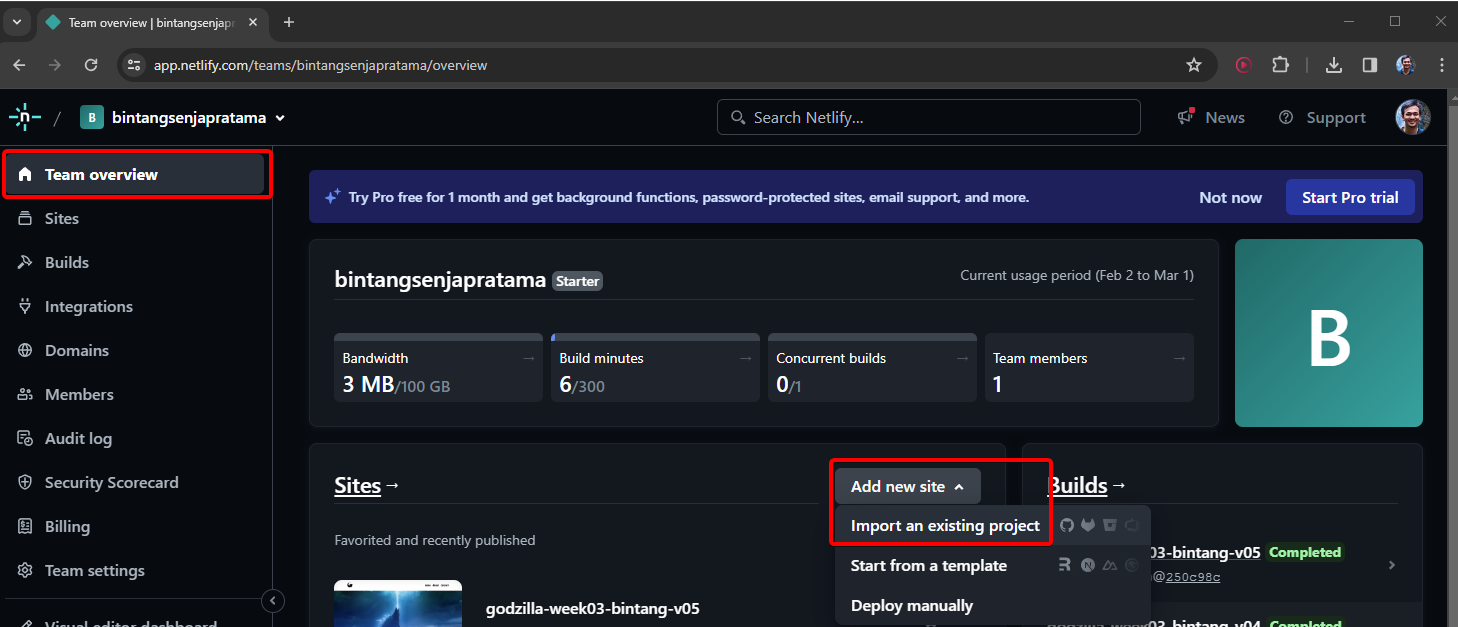 Team overview | bintangsenjapr
app.netlify.com/teams/bintangsenjapratama/overview
/ B bintangsenjapratama
Search Netlify...
News
Support
Team overview
Sites
Builds
Integrations
Domains
Members
Audit log
Security Scorecard
Billing
Team settings
Visual editor dashboard
Try Pro free for 1 month and get background functions, password-protected sites, email support, and more.
Not now
Start Pro trial
bintangsenjapratama Starter
Current usage period (Feb 2 to Mar 1)
Bandwidth →
3 MB/100 GB
Build minutes →
6/300
Concurrent builds →
0/1
Team members →
1
B
Sites →
Add new site
Import an existing project
Start from a template
Deploy manually
Favorited and recently published
godzilla-week03-bintang-v05
Builds →
03-bintang-v05 Completed
@250c98c
godzilla-week03-bintang-v04 Completed